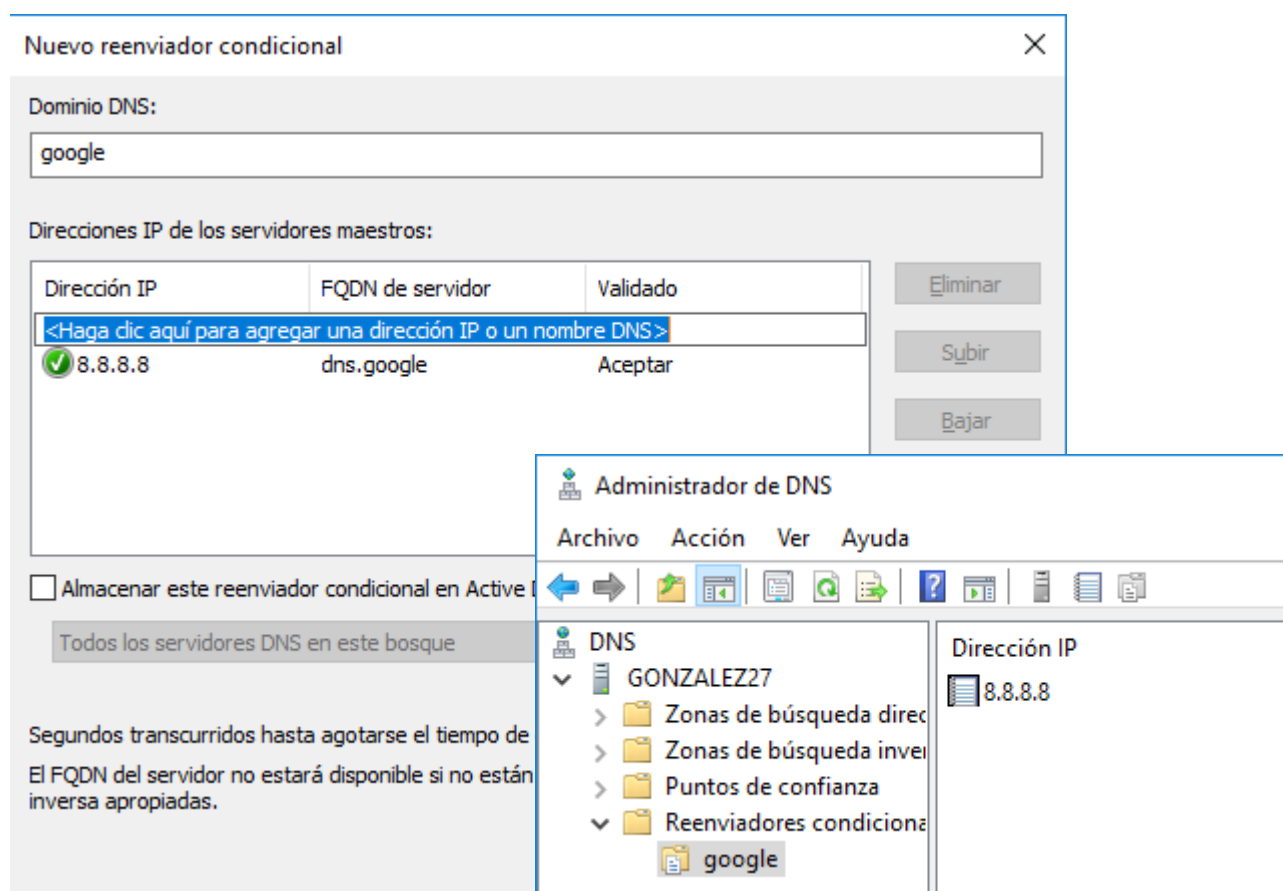 Nuevo reenviador condicional
Dominio DNS:
google
Direcciones IP de los servidores maestros:
Dirección IP FQDN de servidor Validado
<Haga clic aquí para agregar una dirección IP o un nombre DNS>
8.8.8.8 dns.google Aceptar
Eliminar
Subir
Bajar
Almacenar este reenviador condicional en Active
Todos los servidores DNS en este bosque
Segundos transcurridos hasta agotarse el tiempo de
El FQDN del servidor no estará disponible si no están
inversa apropiadas.
Administrador de DNS
Archivo Acción Ver Ayuda
DNS
GONZALEZ27
Zonas de búsqueda direc
Zonas de búsqueda inver
Puntos de confianza
Reenviadores condiciona
google
Dirección IP
8.8.8.8